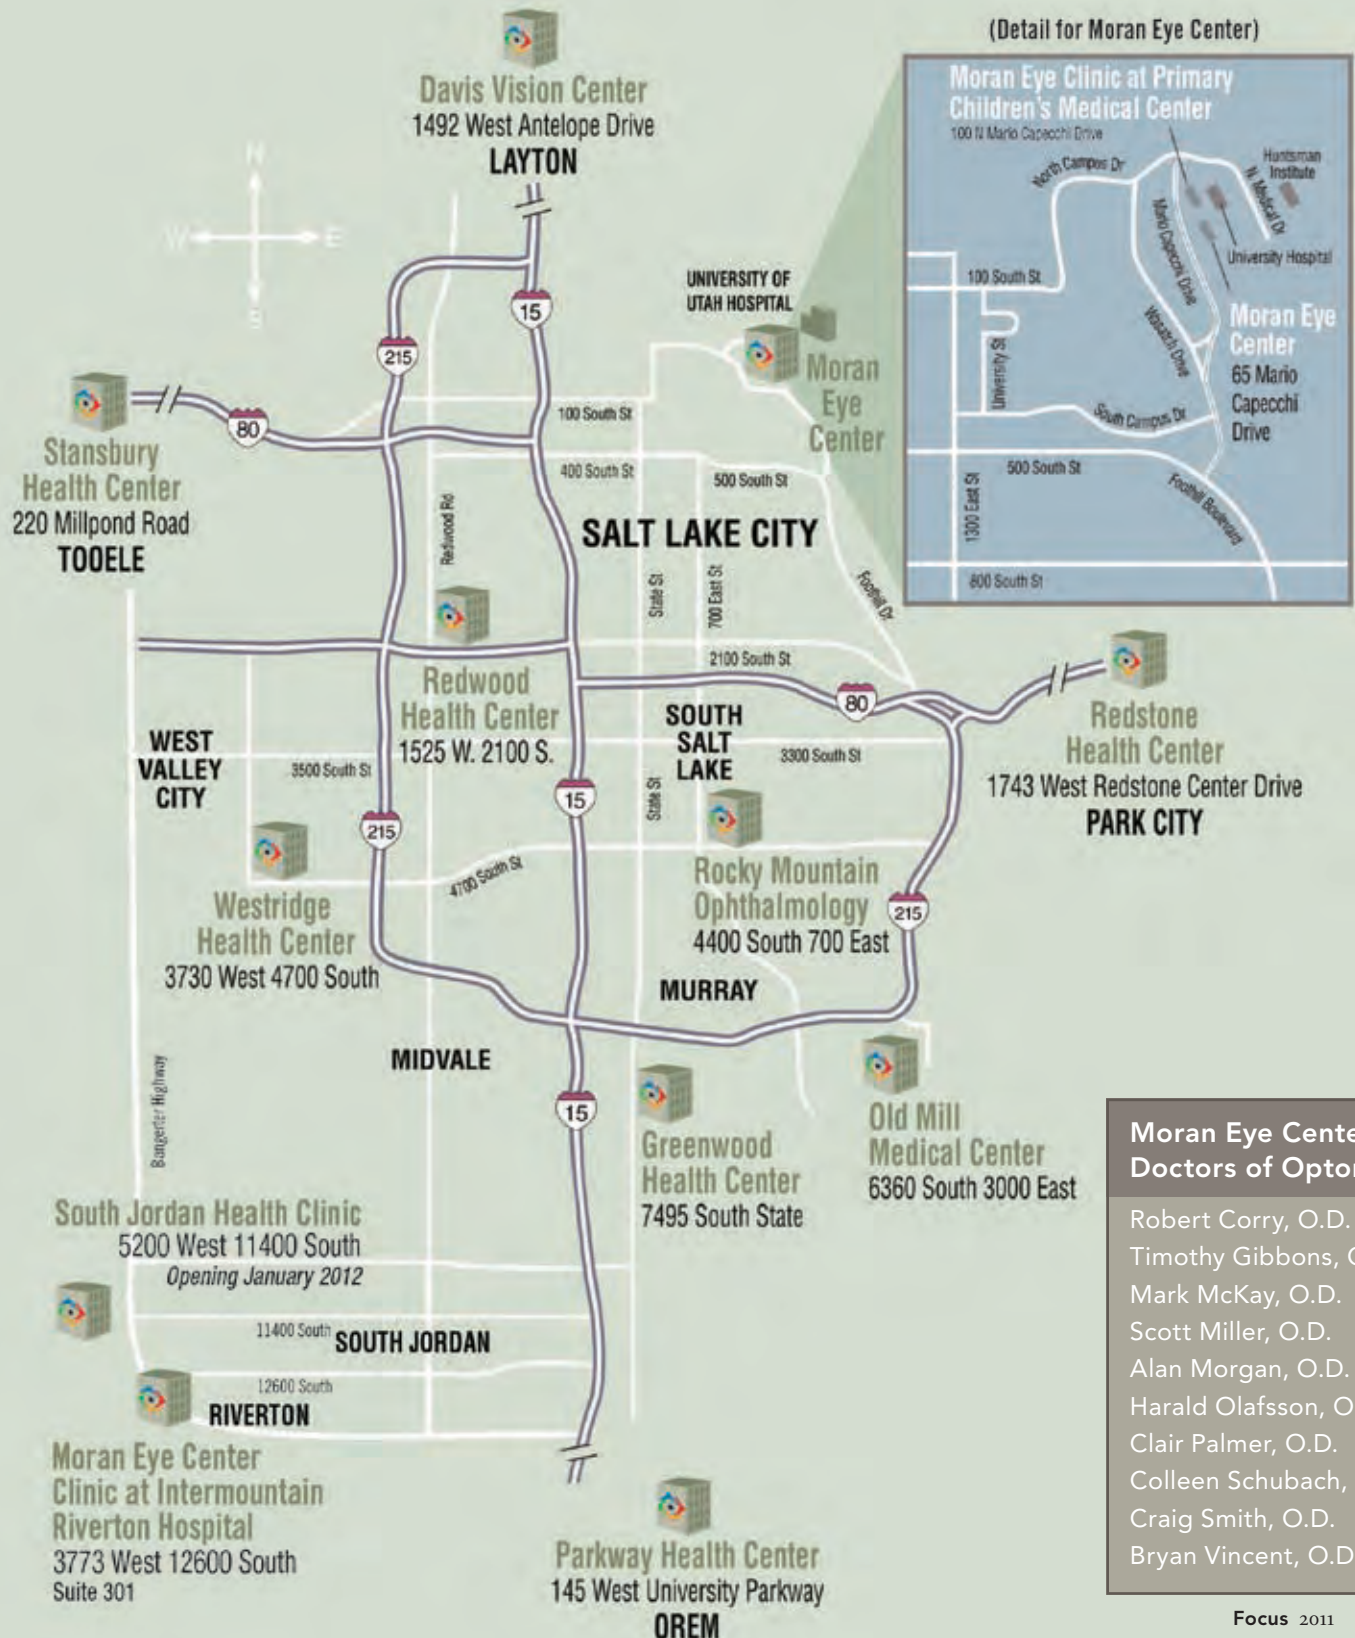 (Detail for Moran Eye Center)
Moran Eye Clinic at Primary
Children's Medical Center
100 N Mario Capecchi Drive
North Campus Dr
Huntsman
Institute
N. Medical Dr
Mario Capecchi Drive
University Hospital
100 South St
Wasatch Drive
University St
Moran Eye
Center
65 Mario
Capecchi
Drive
South Campus Dr
500 South St
1300 East St
Foothill Boulevard
800 South St
Davis Vision Center
1492 West Antelope Drive
LAYTON
N
W
E
S
15
215
UNIVERSITY OF
UTAH HOSPITAL
Moran
Eye
Center
80
100 South St
Stansbury
Health Center
220 Millpond Road
TOOELE
400 South St
500 South St
Redwood Rd
SALT LAKE CITY
State St
700 East St
Foothill Dr
2100 South St
Redwood
Health Center
1525 W. 2100 S.
80
Redstone
Health Center
1743 West Redstone Center Drive
PARK CITY
WEST
VALLEY
CITY
3500 South St
SOUTH
SALT
LAKE
3300 South St
15
State St
215
4700 South St
Westridge
Health Center
3730 West 4700 South
Rocky Mountain
Ophthalmology
4400 South 700 East
215
MURRAY
MIDVALE
Bangerter Highway
15
Greenwood
Health Center
7495 South State
Old Mill
Medical Center
6360 South 3000 East
South Jordan Health Clinic
5200 West 11400 South
Opening January 2012
11400 South
SOUTH JORDAN
12600 South
RIVERTON
Moran Eye Center
Clinic at Intermountain
Riverton Hospital
3773 West 12600 South
Suite 301
Parkway Health Center
145 West University Parkway
OREM
Moran Eye Cente
Doctors of Optor
Robert Corry, O.D.
Timothy Gibbons, O
Mark McKay, O.D.
Scott Miller, O.D.
Alan Morgan, O.D.
Harald Olafsson, O
Clair Palmer, O.D.
Colleen Schubach,
Craig Smith, O.D.
Bryan Vincent, O.D
Focus 2011